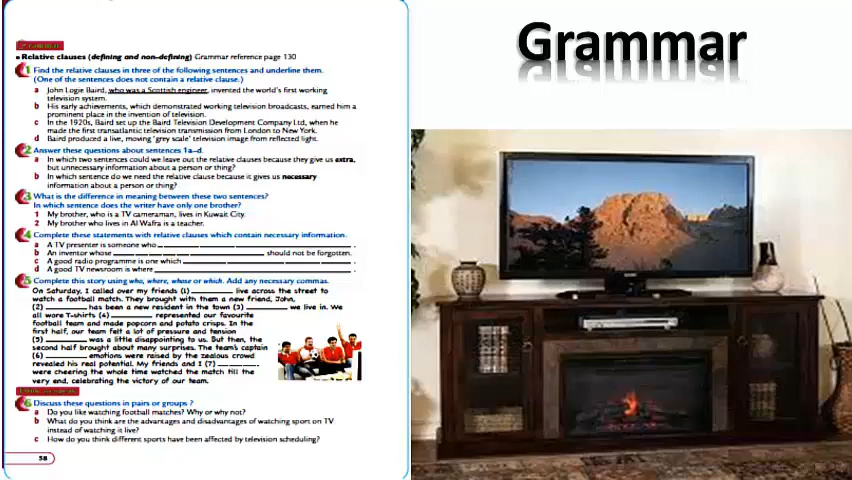 Grammar
Relative clauses (defining and non-defining) Grammar reference page 130
1 Find the relative clauses in three of the following sentences and underline them.
(One of the sentences does not contain a relative clause.)
a John Logie Baird, who was a Scottish engineer, invented the world's first working
television system.
b His early achievements, which demonstrated working television broadcasts, earned him a
prominent place in the invention of television.
c In the 1920s, Baird set up the Baird Television Development Company Ltd, when he
made the first transatlantic television transmission from London to New York.
d Baird produced a live, moving 'grey scale' television image from reflected light.
2 Answer these questions about sentences 1a–d.
a In which two sentences could we leave out the relative clauses because they give us extra,
but unnecessary information about a person or thing?
b In which sentence do we need the relative clause because it gives us necessary
information about a person or thing?
3 What is the difference in meaning between these two sentences?
In which sentence does the writer have only one brother?
1 My brother, who is a TV cameraman, lives in Kuwait City.
2 My brother who lives in Al Wafra is a teacher.
4 Complete these statements with relative clauses which contain necessary information.
a A TV presenter is someone who ____________ .
b An inventor whose ____________ should not be forgotten.
c A good radio programme is one which ____________ .
d A good TV newsroom is where ____________ .
5 Complete this story using who, where, whose or which. Add any necessary commas.
On Saturday, I called over my friends (1) ________ live across the street to
watch a football match. They brought with them a new friend, John,
(2) ________ has been a new resident in the town (3) ________ we live in. We
all wore T-shirts (4) ________ represented our favourite
football team and made popcorn and potato crisps. In the
first half, our team felt a lot of pressure and tension
(5) ________ was a little disappointing to us. But then, the
second half brought about many surprises. The team's captain
(6) ________ emotions were raised by the zealous crowd
revealed his real potential. My friends and I (7) ________
were cheering the whole time watched the match till the
very end, celebrating the victory of our team.
6 Discuss these questions in pairs or groups ?
a Do you like watching football matches? Why or why not?
b What do you think are the advantages and disadvantages of watching sport on TV
instead of watching it live?
c How do you think different sports have been affected by television scheduling?
58